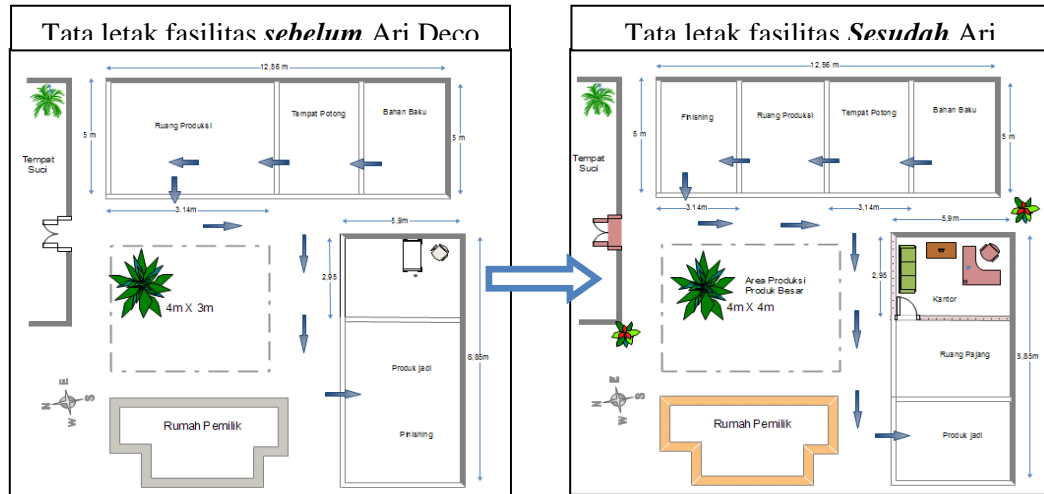 Tata letak fasilitas sebelum Ari Deco
12,56 m
5 m
Ruang Produksi
Tempat Potong
Bahan Baku
5 m
Tempat
Suci
3.14m
5,9m
2,95
4m X 3m
8,85m
Produk jadi
Finishing
N E S W
Rumah Pemilik
Tata letak fasilitas Sesudah Ari
12,56 m
5 m
Finishing
Ruang Produksi
Tempat Potong
Bahan Baku
5 m
Tempat
Suci
3.14m
3,14m
5,9m
2,95
Area Produksi
Produk Besar
4m X 4m
Kantor
Ruang Pajang
8,85m
N E S W
Rumah Pemilik
Produk jadi